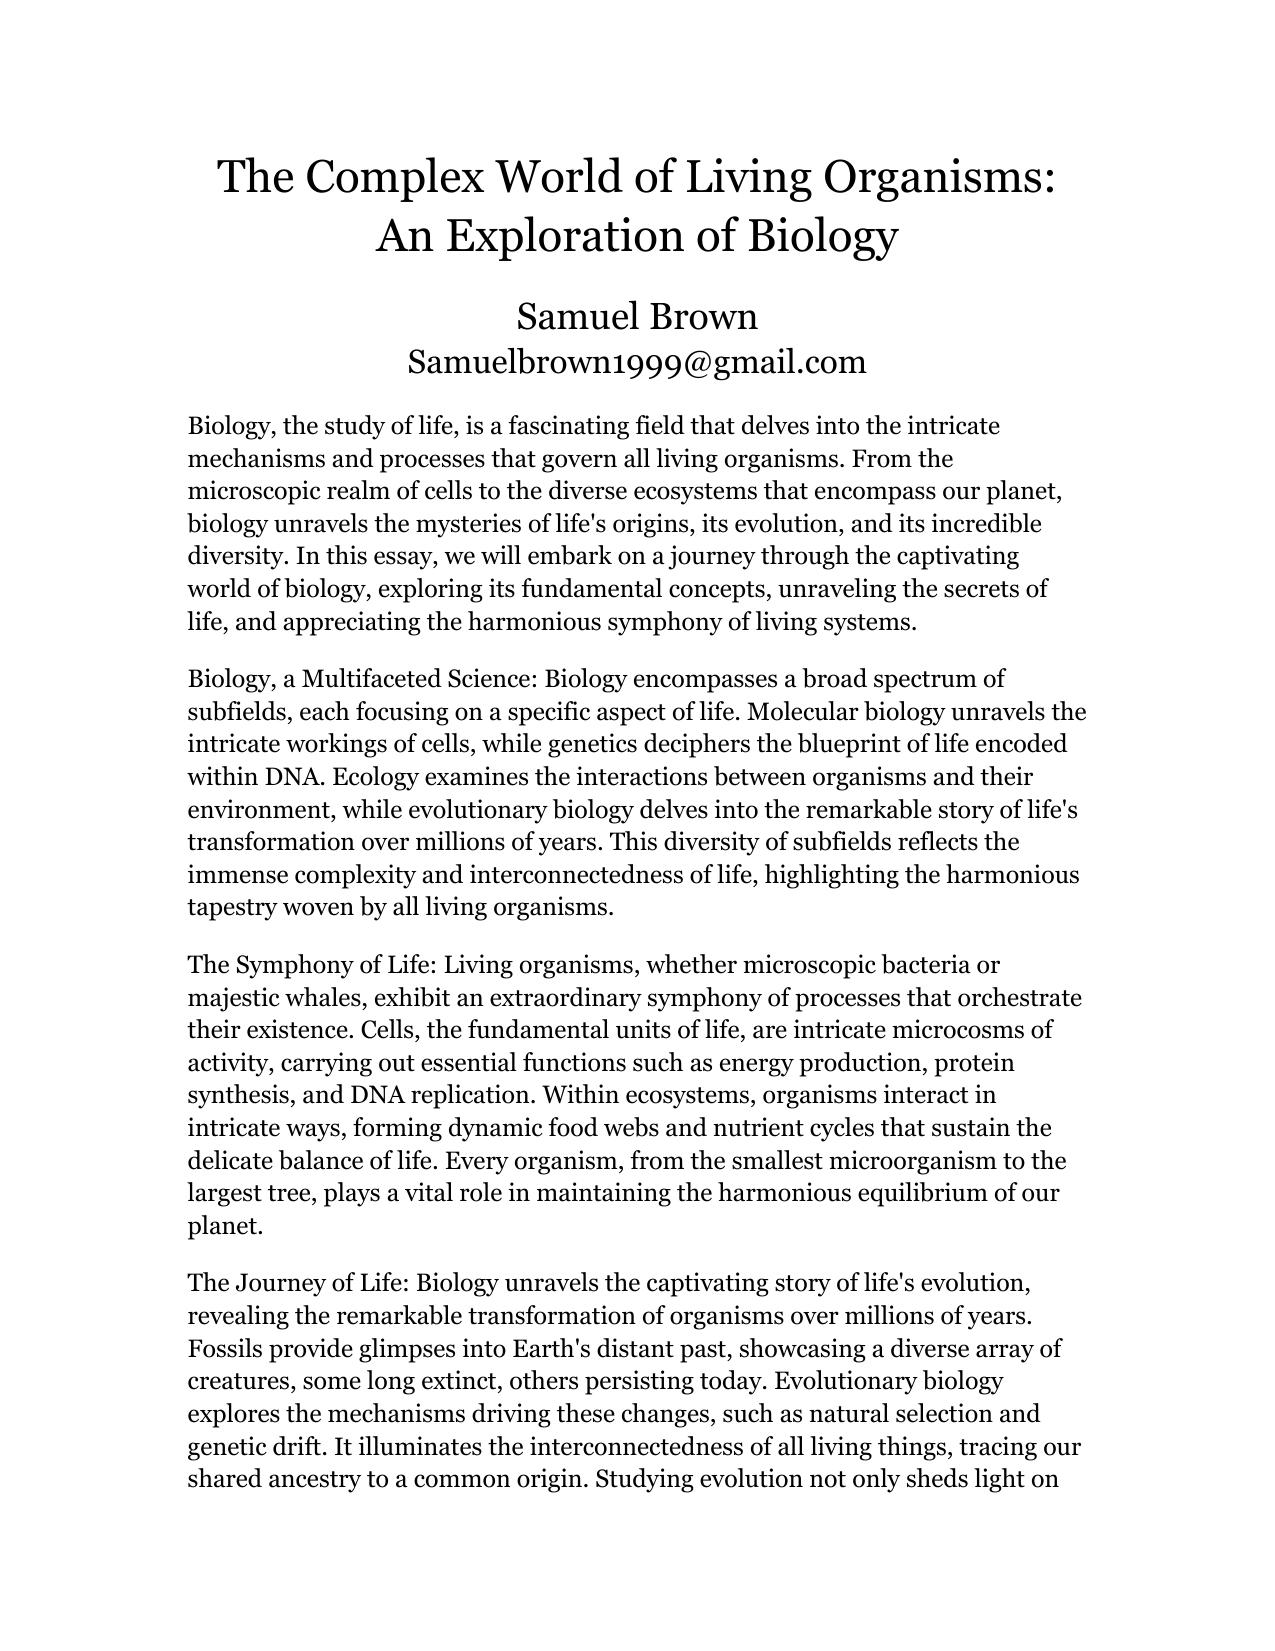 The Complex World of Living Organisms:
An Exploration of Biology
Samuel Brown
Samuelbrown1999@gmail.com
Biology, the study of life, is a fascinating field that delves into the intricate
mechanisms and processes that govern all living organisms. From the
microscopic realm of cells to the diverse ecosystems that encompass our planet,
biology unravels the mysteries of life's origins, its evolution, and its incredible
diversity. In this essay, we will embark on a journey through the captivating
world of biology, exploring its fundamental concepts, unraveling the secrets of
life, and appreciating the harmonious symphony of living systems.
Biology, a Multifaceted Science: Biology encompasses a broad spectrum of
subfields, each focusing on a specific aspect of life. Molecular biology unravels the
intricate workings of cells, while genetics deciphers the blueprint of life encoded
within DNA. Ecology examines the interactions between organisms and their
environment, while evolutionary biology delves into the remarkable story of life's
transformation over millions of years. This diversity of subfields reflects the
immense complexity and interconnectedness of life, highlighting the harmonious
tapestry woven by all living organisms.
The Symphony of Life: Living organisms, whether microscopic bacteria or
majestic whales, exhibit an extraordinary symphony of processes that orchestrate
their existence. Cells, the fundamental units of life, are intricate microcosms of
activity, carrying out essential functions such as energy production, protein
synthesis, and DNA replication. Within ecosystems, organisms interact in
intricate ways, forming dynamic food webs and nutrient cycles that sustain the
delicate balance of life. Every organism, from the smallest microorganism to the
largest tree, plays a vital role in maintaining the harmonious equilibrium of our
planet.
The Journey of Life: Biology unravels the captivating story of life's evolution,
revealing the remarkable transformation of organisms over millions of years.
Fossils provide glimpses into Earth's distant past, showcasing a diverse array of
creatures, some long extinct, others persisting today. Evolutionary biology
explores the mechanisms driving these changes, such as natural selection and
genetic drift. It illuminates the interconnectedness of all living things, tracing our
shared ancestry to a common origin. Studying evolution not only sheds light on